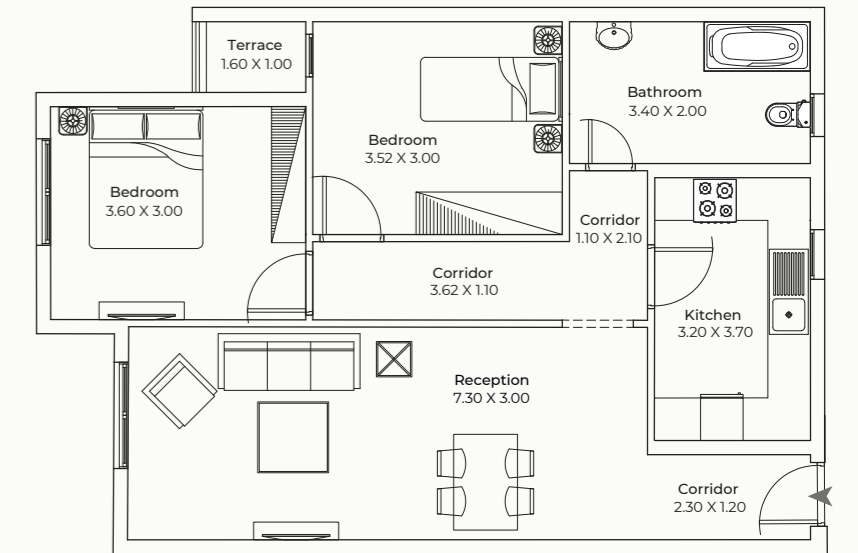 Terrace
1.60 X 1.00
Bathroom
3.40 X 2.00
Bedroom
3.52 X 3.00
Bedroom
3.60 X 3.00
Corridor
1.10 X 2.10
Corridor
3.62 X 1.10
Kitchen
3.20 X 3.70
Reception
7.30 X 3.00
Corridor
2.30 X 1.20